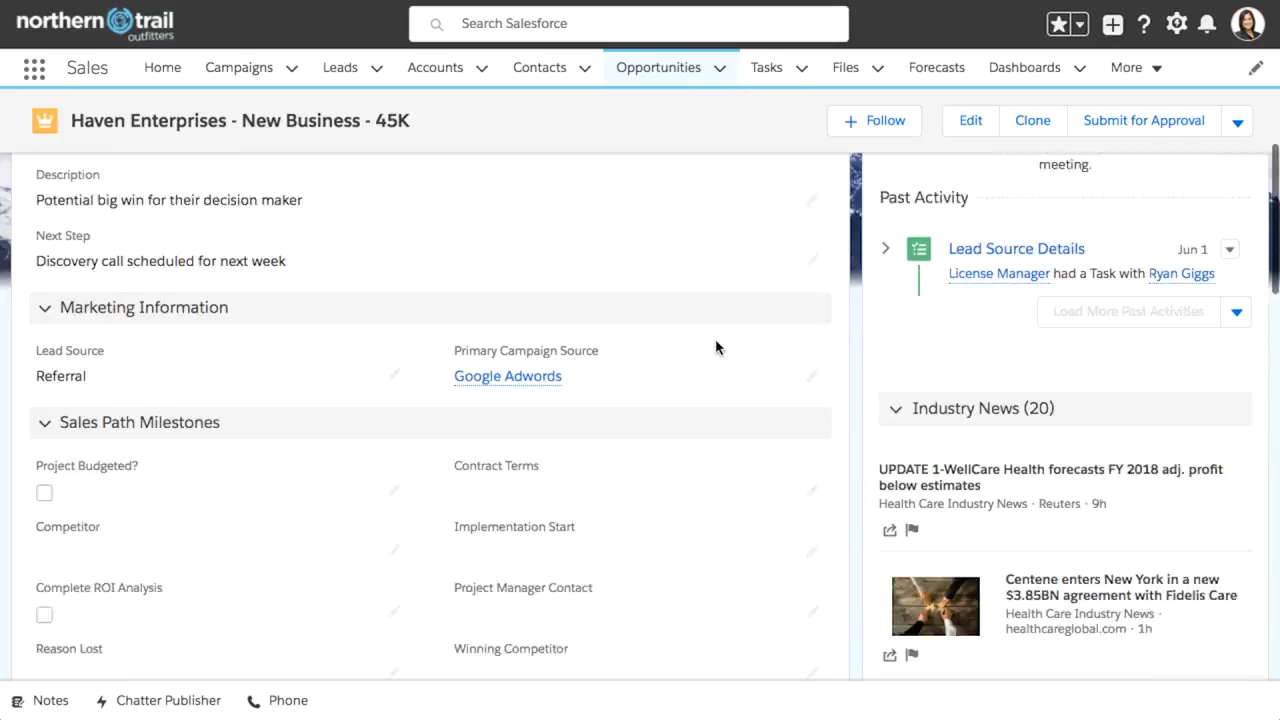 northern trail
outfitters
Search Salesforce
Sales
Home
Campaigns
Leads
Accounts
Contacts
Opportunities
Tasks
Files
Forecasts
Dashboards
More
Haven Enterprises - New Business - 45K
+ Follow
Edit
Clone
Submit for Approval
Description
Potential big win for their decision maker
Next Step
Discovery call scheduled for next week
Marketing Information
Lead Source
Referral
Primary Campaign Source
Google Adwords
Sales Path Milestones
Project Budgeted?
Contract Terms
Competitor
Implementation Start
Complete ROI Analysis
Project Manager Contact
Reason Lost
Winning Competitor
meeting.
Past Activity
Lead Source Details
Jun 1
License Manager had a Task with Ryan Giggs
Load More Past Activities
Industry News (20)
UPDATE 1-WellCare Health forecasts FY 2018 adj. profit
below estimates
Health Care Industry News · Reuters · 9h
Centene enters New York in a new
$3.85BN agreement with Fidelis Care
Health Care Industry News ·
healthcareglobal.com · 1h
Notes
Chatter Publisher
Phone